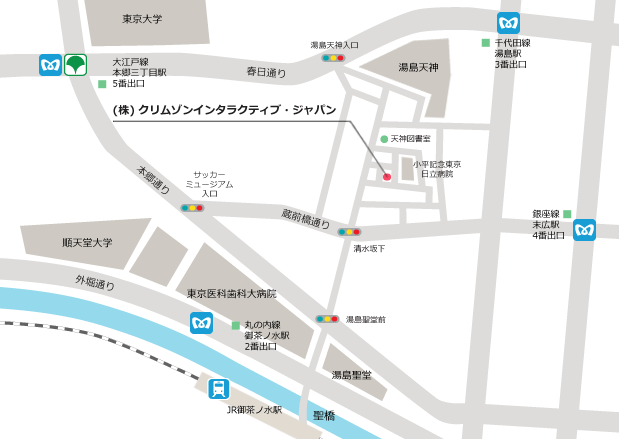 東京大学
千代田線
湯島駅
3番出口
湯島天神入口
大江戸線
本郷三丁目駅
5番出口
春日通り
湯島天神
(株) クリムゾンインタラクティブ・ジャパン
天神図書室
小平記念東京
日立病院
本郷通り
サッカー
ミュージアム
入口
蔵前橋通り
銀座線
末広駅
4番出口
順天堂大学
清水坂下
外堀通り
東京医科歯科大病院
丸の内線
御茶ノ水駅
2番出口
湯島聖堂前
湯島聖堂
JR御茶ノ水駅
聖橋